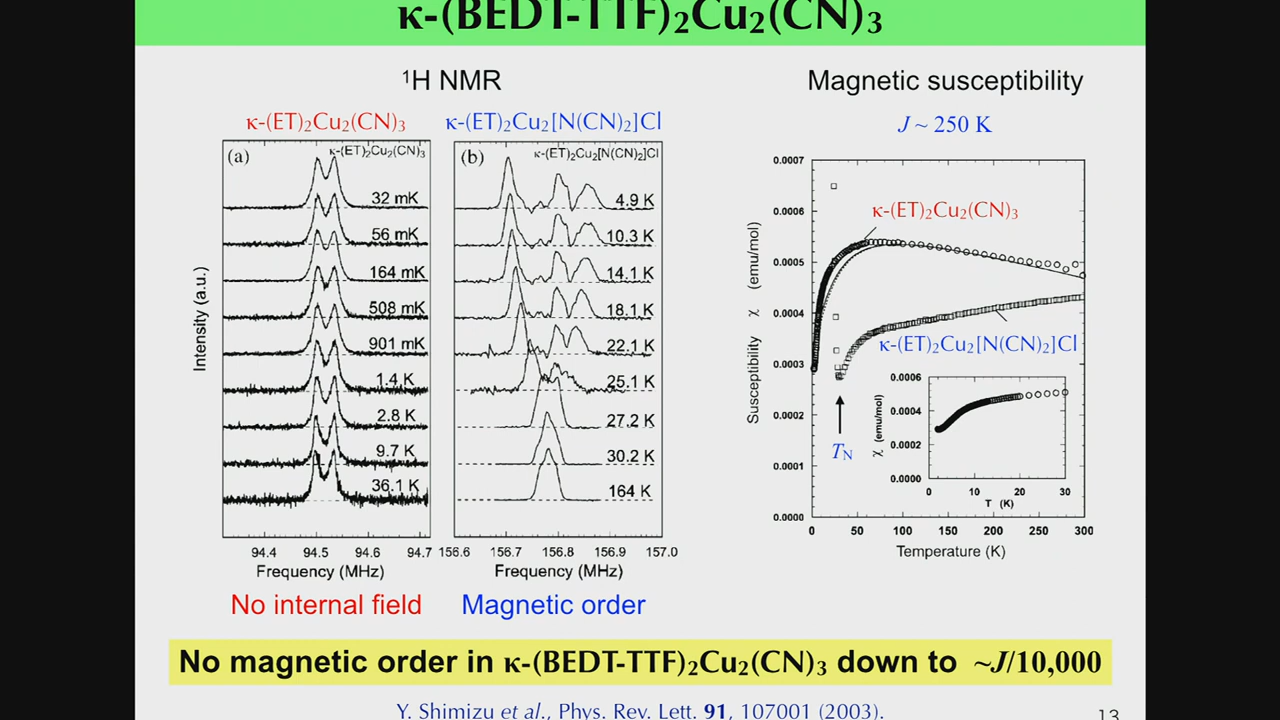 κ-(BEDT-TTF)₂Cu₂(CN)₃
¹H NMR
Magnetic susceptibility
κ-(ET)₂Cu₂(CN)₃
κ-(ET)₂Cu₂[N(CN)₂]Cl
J ~ 250 K
(a)
κ-(ET)₂Cu₂(CN)₃
32 mK
56 mK
164 mK
508 mK
901 mK
1.4 K
2.8 K
9.7 K
36.1 K
Intensity (a.u.)
94.4 94.5 94.6 94.7
Frequency (MHz)
No internal field
(b)
κ-(ET)₂Cu₂[N(CN)₂]Cl
4.9 K
10.3 K
14.1 K
18.1 K
22.1 K
25.1 K
27.2 K
30.2 K
164 K
156.6 156.7 156.8 156.9 157.0
Frequency (MHz)
Magnetic order
0.0007
0.0006
0.0005
0.0004
0.0003
0.0002
0.0001
0.0000
Susceptibility χ (emu/mol)
κ-(ET)₂Cu₂(CN)₃
κ-(ET)₂Cu₂[N(CN)₂]Cl
T_N
0.0006
0.0004
0.0002
0.0000
χ (emu/mol)
0 10 20 30
T (K)
0 50 100 150 200 250 300
Temperature (K)
No magnetic order in κ-(BEDT-TTF)₂Cu₂(CN)₃ down to ~J/10,000
Y. Shimizu et al., Phys. Rev. Lett. 91, 107001 (2003).
13